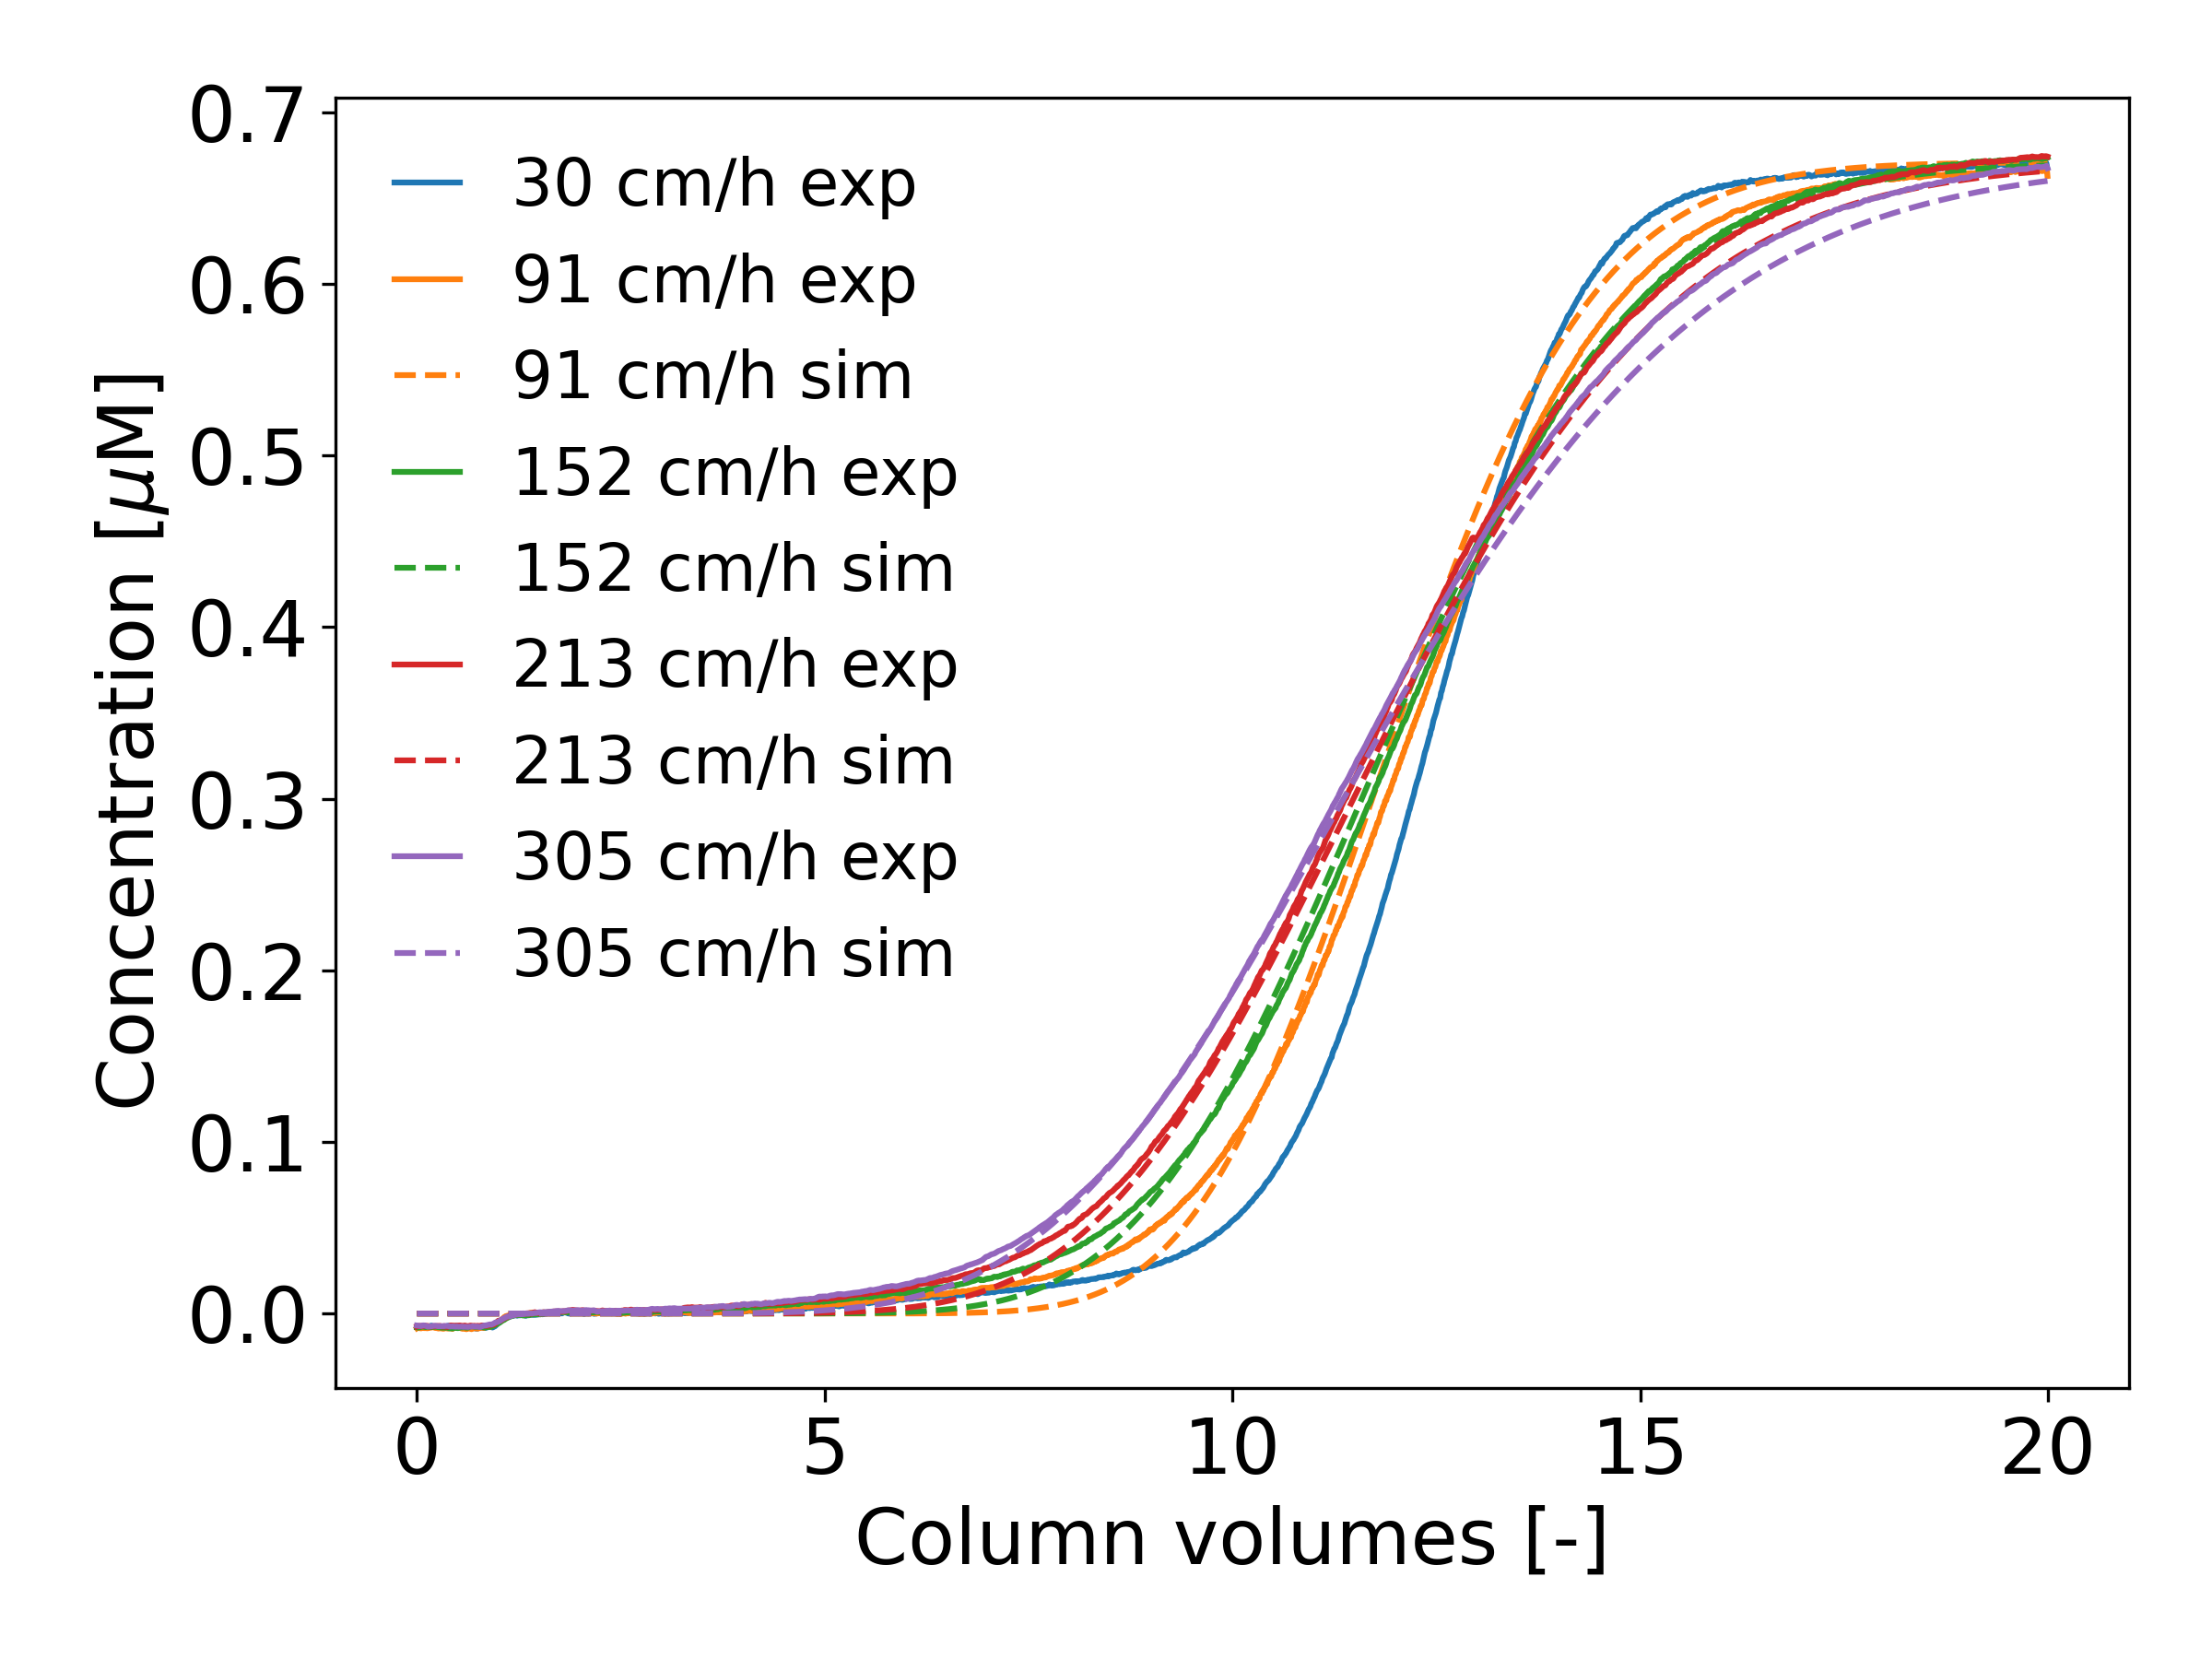 0.7
0.6
0.5
0.4
0.3
0.2
0.1
0.0
Concentration [μM]
30 cm/h exp
91 cm/h exp
91 cm/h sim
152 cm/h exp
152 cm/h sim
213 cm/h exp
213 cm/h sim
305 cm/h exp
305 cm/h sim
0 5 10 15 20
Column volumes [-]